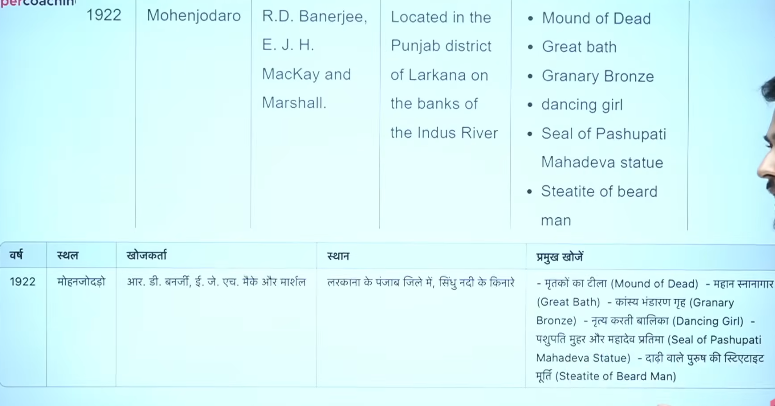 percoachin
1922
Mohenjodaro
R.D. Banerjee,
E. J. H.
MacKay and
Marshall.
Located in the
Punjab district
of Larkana on
the banks of
the Indus River
• Mound of Dead
• Great bath
• Granary Bronze
• dancing girl
• Seal of Pashupati
Mahadeva statue
• Steatite of beard
man
वर्ष स्थल खोजकर्ता स्थान प्रमुख खोजें
1922 मोहनजोदड़ो आर. डी. बनर्जी, ई. जे. एच. मैके और मार्शल लरकाना के पंजाब जिले में, सिंधु नदी के किनारे - मृतकों का टीला (Mound of Dead) - महान स्नानागार
(Great Bath) - कांस्य भंडारण गृह (Granary
Bronze) - नृत्य करती बालिका (Dancing Girl) -
पशुपति मुहर और महादेव प्रतिमा (Seal of Pashupati
Mahadeva Statue) - दाढ़ी वाले पुरुष की स्टिएटाइट
मूर्ति (Steatite of Beard Man)